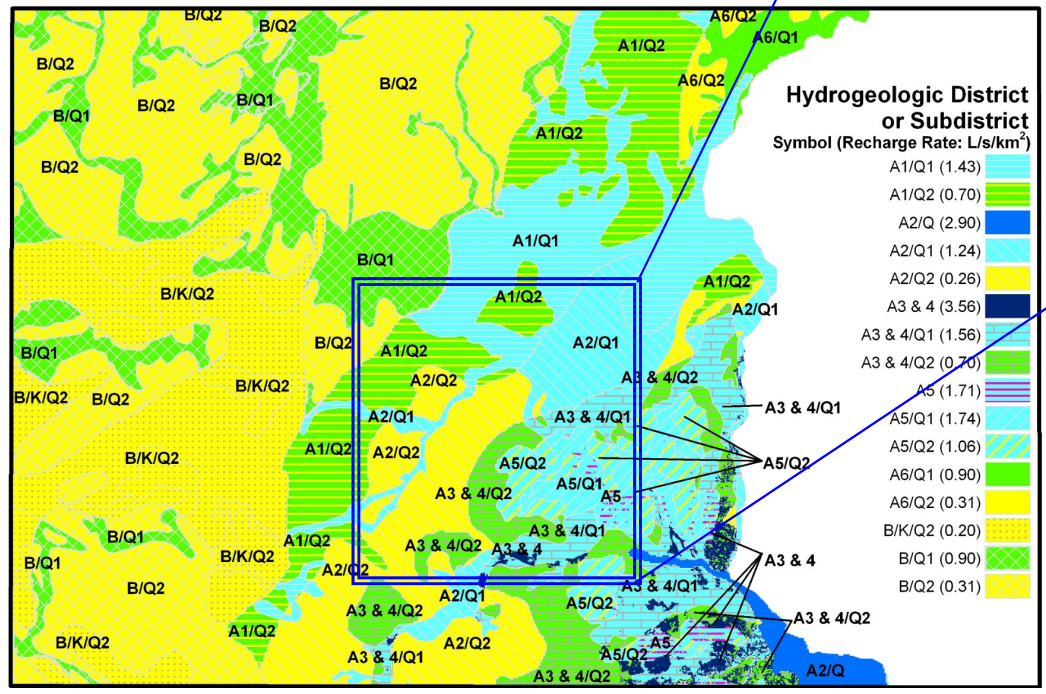 B/Q2
A6/Q2
B/Q2
A6/Q1
A1/Q2
B/Q2
A6/Q2
B/Q2
B/Q2
B/Q1
B/Q1
A1/Q2
B/Q2
B/Q2
A1/Q1
B/Q1
A1/Q2
B/K/Q2
A1/Q2
A2/Q1
B/Q2
A2/Q1
B/Q1
A1/Q2
A3 & 4/Q2
A2/Q2
B/K/Q2
B/K/Q2
B/Q2
A3 & 4/Q1
A2/Q1
A3 & 4/Q1
A1/Q2
A2/Q2
B/K/Q2
A5/Q2
A5/Q2
A5/Q1
A3 & 4/Q2
A5
A3 & 4/Q1
B/Q1
A1/Q2
A3 & 4/Q2
A3 & 4
B/K/Q2
A3 & 4
B/Q1
A2/Q2
B/Q2
A3 & 4/Q1
A2/Q1
A5/Q2
A3 & 4/Q2
A3 & 4/Q2
A1/Q2
B/K/Q2
A2/Q2
A5
A5/Q2
A3 & 4/Q1
A2/Q
A3 & 4/Q2
Hydrogeologic District
or Subdistrict
Symbol (Recharge Rate: L/s/km²)
A1/Q1 (1.43)
A1/Q2 (0.70)
A2/Q (2.90)
A2/Q1 (1.24)
A2/Q2 (0.26)
A3 & 4 (3.56)
A3 & 4/Q1 (1.56)
A3 & 4/Q2 (0.70)
A5 (1.71)
A5/Q1 (1.74)
A5/Q2 (1.06)
A6/Q1 (0.90)
A6/Q2 (0.31)
B/K/Q2 (0.20)
B/Q1 (0.90)
B/Q2 (0.31)